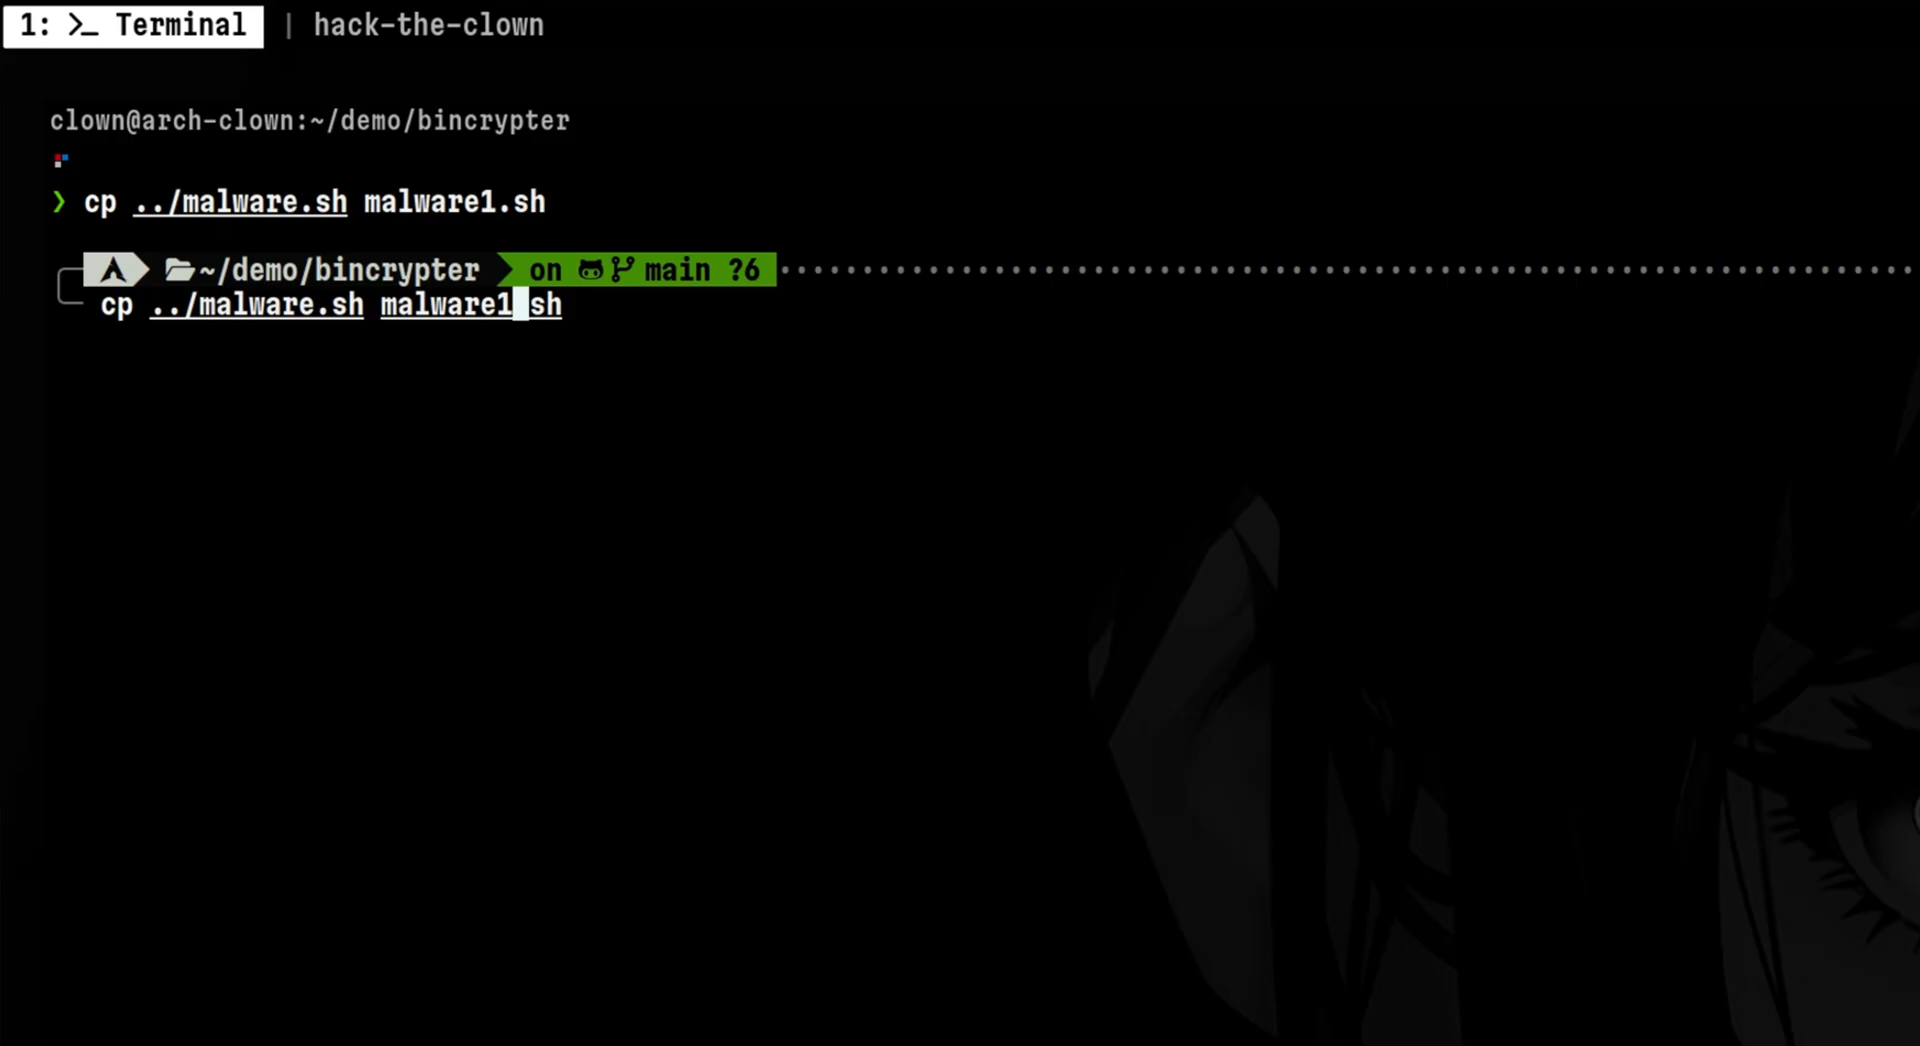 1: >_ Terminal | hack-the-clown
clown@arch-clown:~/demo/bincrypter
❯ cp ../malware.sh malware1.sh
~/demo/bincrypter on main ?6
cp ../malware.sh malware1 sh